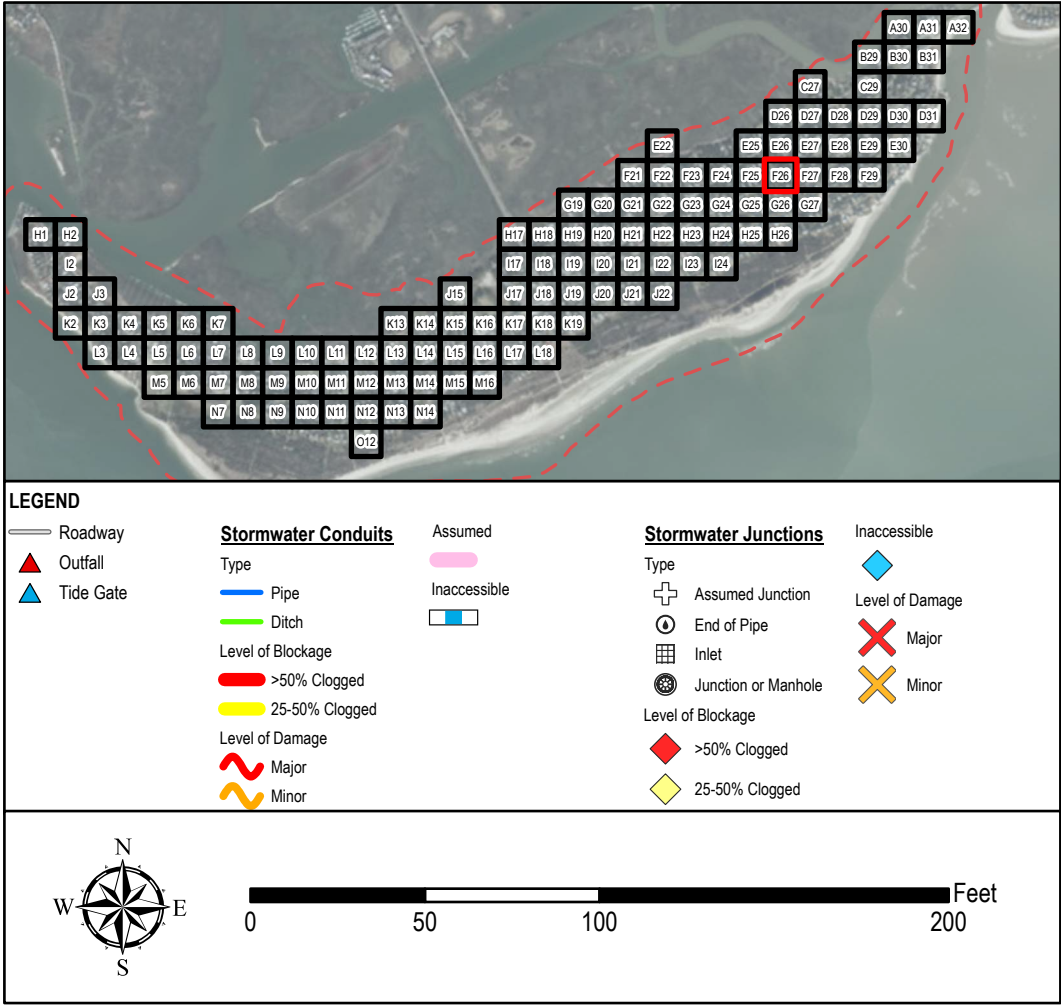 A30 A31 A32
B29 B30 B31
C27 C29
D26 D27 D28 D29 D30 D31
E22 E25 E26 E27 E28 E29 E30
F21 F22 F23 F24 F25 F26 F27 F28 F29
G19 G20 G21 G22 G23 G24 G25 G26 G27
H1 H2 H17 H18 H19 H20 H21 H22 H23 H24 H25 H26
I2 I17 I18 I19 I20 I21 I22 I23 I24
J2 J3 J15 J17 J18 J19 J20 J21 J22
K2 K3 K4 K5 K6 K7 K13 K14 K15 K16 K17 K18 K19
L3 L4 L5 L6 L7 L8 L9 L10 L11 L12 L13 L14 L15 L16 L17 L18
M5 M6 M7 M8 M9 M10 M11 M12 M13 M14 M15 M16
N7 N8 N9 N10 N11 N12 N13 N14
O12
LEGEND
Roadway
Outfall
Tide Gate
Stormwater Conduits
Type
Pipe
Ditch
Level of Blockage
>50% Clogged
25-50% Clogged
Level of Damage
Major
Minor
Assumed
Inaccessible
Stormwater Junctions
Type
Assumed Junction
End of Pipe
Inlet
Junction or Manhole
Level of Blockage
>50% Clogged
25-50% Clogged
Inaccessible
Level of Damage
Major
Minor
N
W E
S
Feet
0 50 100 200